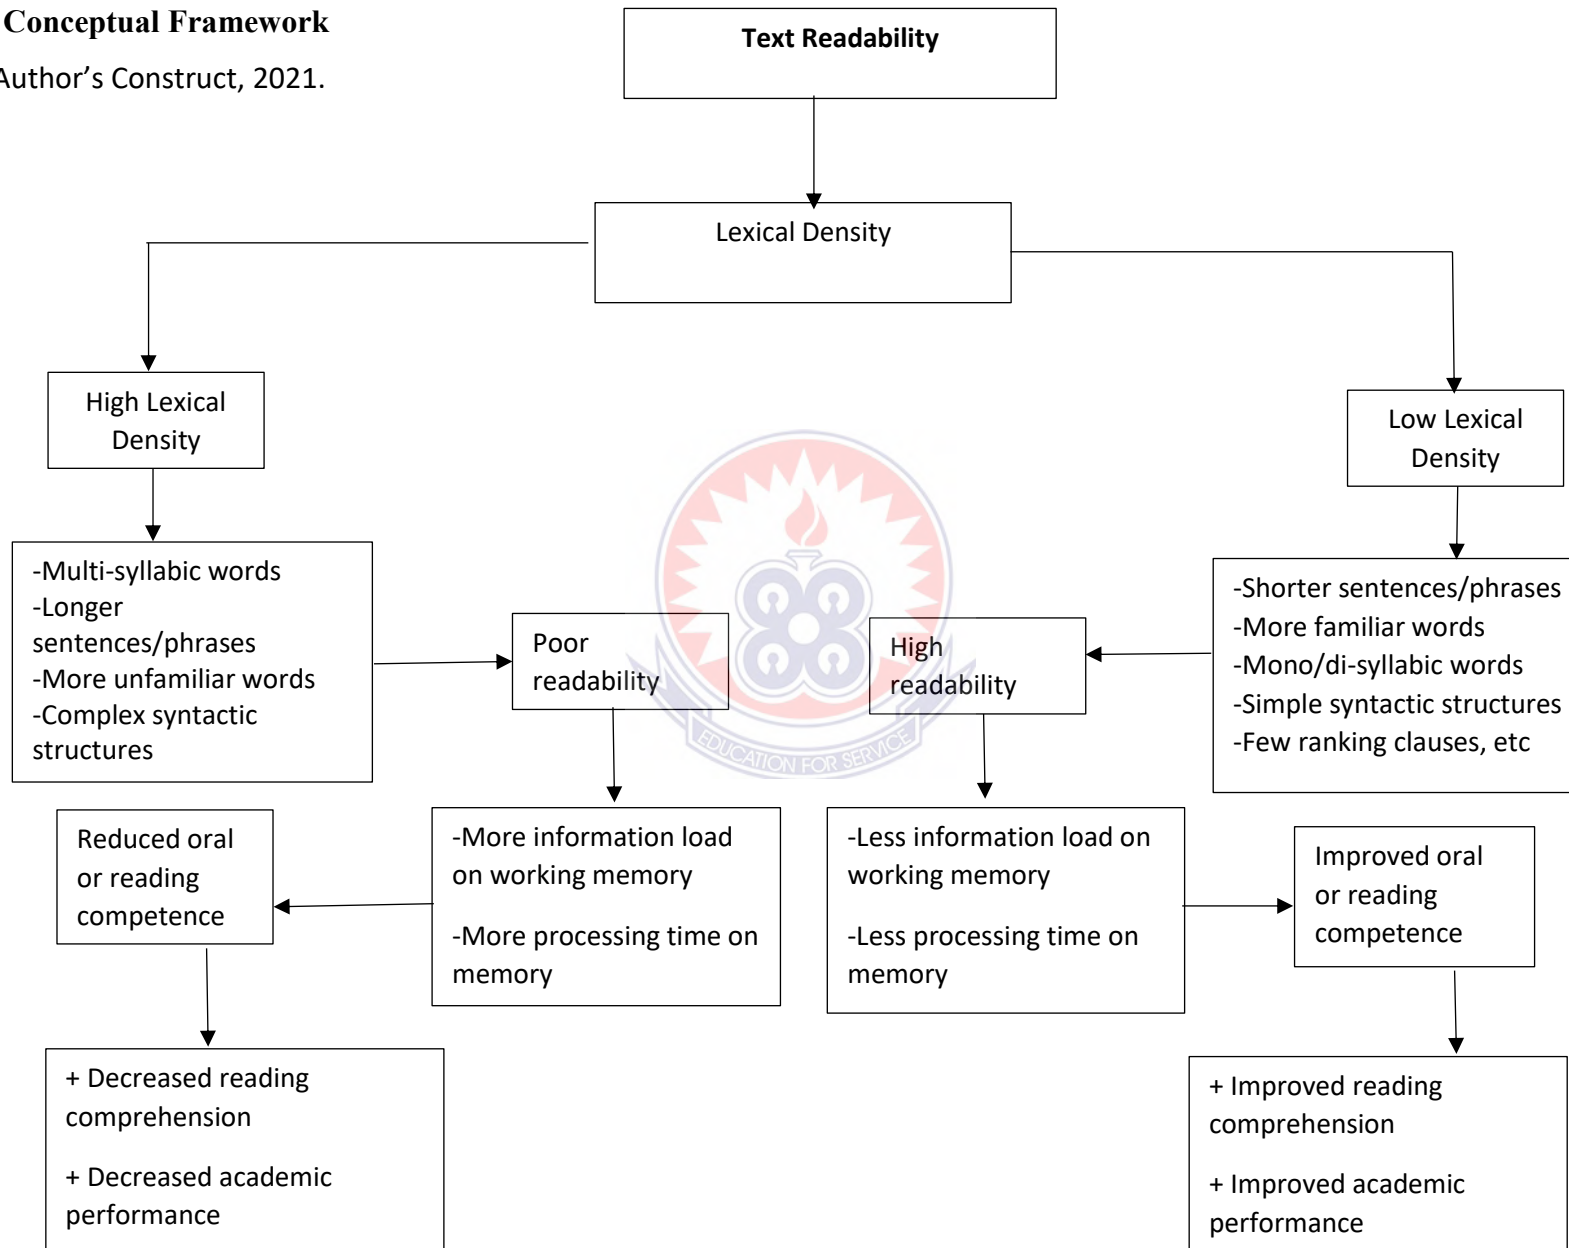 Conceptual Framework
Author’s Construct, 2021.
Text Readability
Lexical Density
High Lexical
Density
Low Lexical
Density
-Multi-syllabic words
-Longer
sentences/phrases
-More unfamiliar words
-Complex syntactic
structures
Poor
readability
High
readability
-Shorter sentences/phrases
-More familiar words
-Mono/di-syllabic words
-Simple syntactic structures
-Few ranking clauses, etc
EDUCATION FOR SERVICE
Reduced oral
or reading
competence
-More information load
on working memory
-More processing time on
memory
-Less information load on
working memory
-Less processing time on
memory
Improved oral
or reading
competence
+ Decreased reading
comprehension
+ Decreased academic
performance
+ Improved reading
comprehension
+ Improved academic
performance